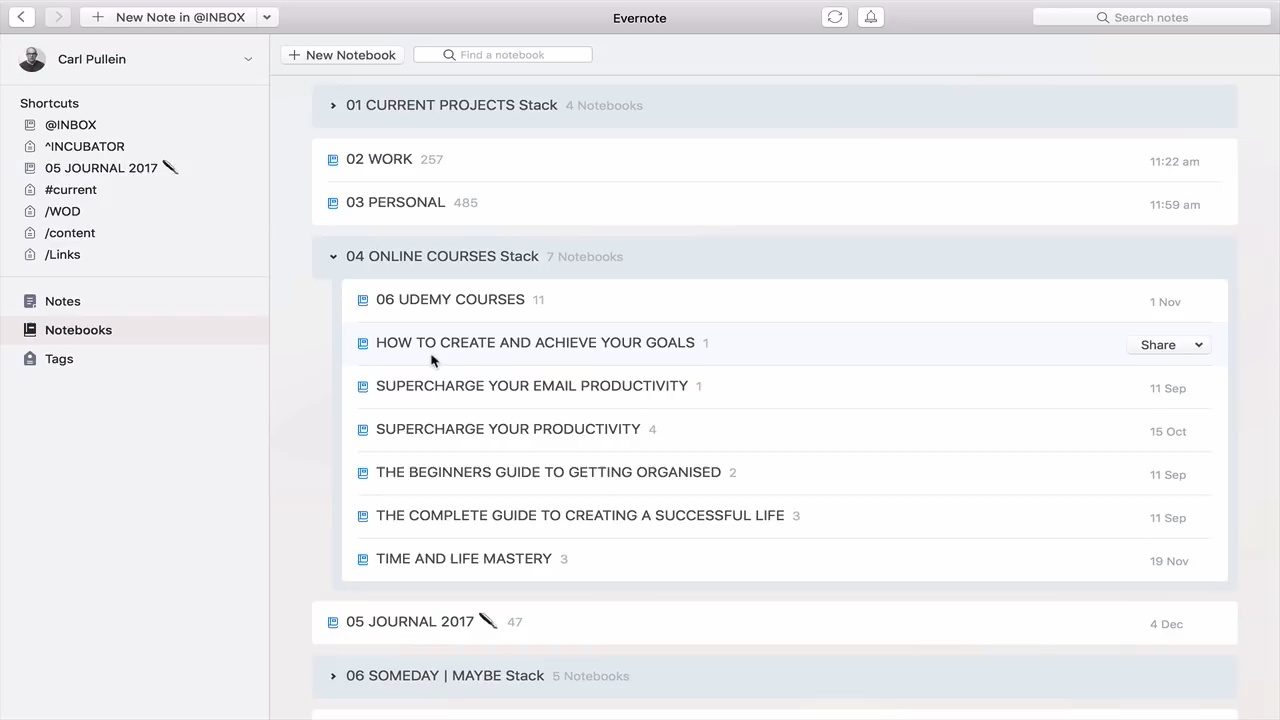 New Note in @INBOX
Evernote
Search notes
Carl Pullein
New Notebook
Find a notebook
Shortcuts
@INBOX
^INCUBATOR
05 JOURNAL 2017
#current
/WOD
/content
/Links
Notes
Notebooks
Tags
01 CURRENT PROJECTS Stack 4 Notebooks
02 WORK 257 11:22 am
03 PERSONAL 485 11:59 am
04 ONLINE COURSES Stack 7 Notebooks
06 UDEMY COURSES 11 1 Nov
HOW TO CREATE AND ACHIEVE YOUR GOALS 1 Share
SUPERCHARGE YOUR EMAIL PRODUCTIVITY 1 11 Sep
SUPERCHARGE YOUR PRODUCTIVITY 4 15 Oct
THE BEGINNERS GUIDE TO GETTING ORGANISED 2 11 Sep
THE COMPLETE GUIDE TO CREATING A SUCCESSFUL LIFE 3 11 Sep
TIME AND LIFE MASTERY 3 19 Nov
05 JOURNAL 2017 47 4 Dec
06 SOMEDAY | MAYBE Stack 5 Notebooks